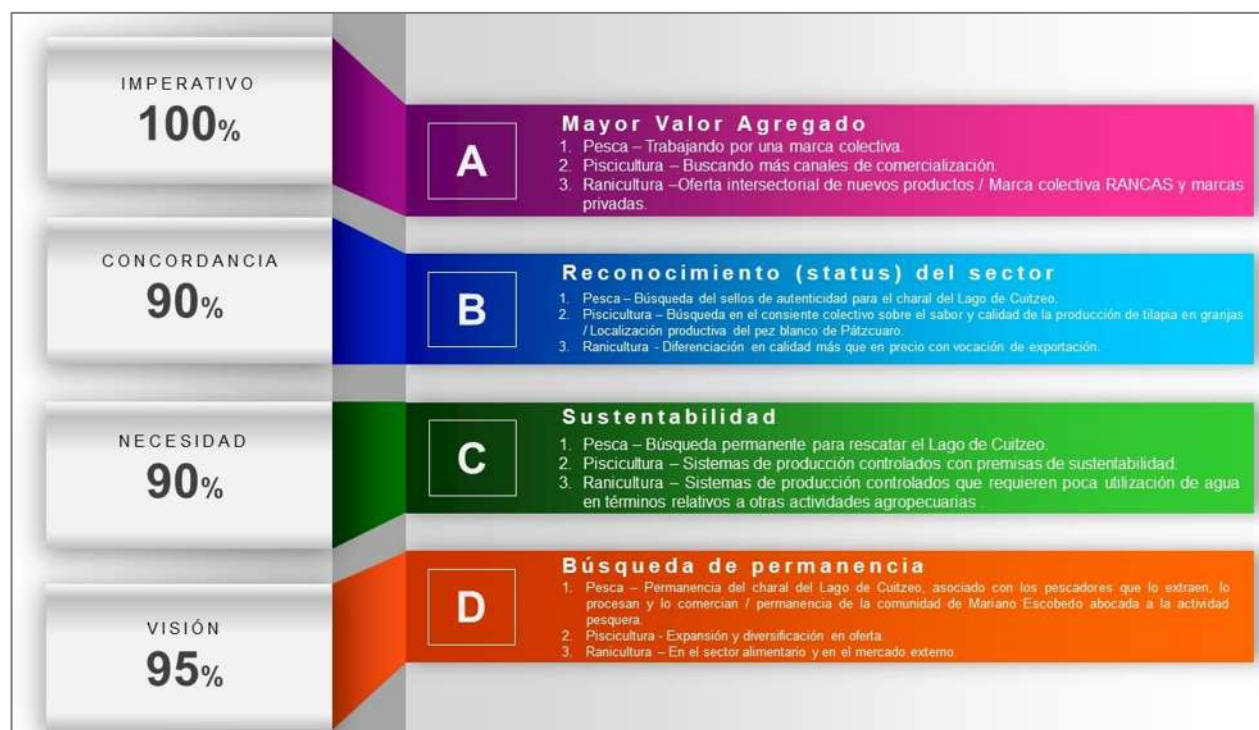 IMPERATIVO
100%
A
Mayor Valor Agregado
1. Pesca – Trabajando por una marca colectiva.
2. Piscicultura – Buscando más canales de comercialización.
3. Ranicultura –Oferta intersectorial de nuevos productos / Marca colectiva RANCAS y marcas
privadas.
CONCORDANCIA
90%
B
Reconocimiento (status) del sector
1. Pesca – Búsqueda del sellos de autenticidad para el charal del Lago de Cuitzeo.
2. Piscicultura – Búsqueda en el consiente colectivo sobre el sabor y calidad de la producción de tilapia en granjas
/ Localización productiva del pez blanco de Pátzcuaro.
3. Ranicultura - Diferenciación en calidad más que en precio con vocación de exportación.
NECESIDAD
90%
C
Sustentabilidad
1. Pesca – Búsqueda permanente para rescatar el Lago de Cuitzeo.
2. Piscicultura – Sistemas de producción controlados con premisas de sustentabilidad.
3. Ranicultura – Sistemas de producción controlados que requieren poca utilización de agua
en términos relativos a otras actividades agropecuarias .
VISIÓN
95%
D
Búsqueda de permanencia
1. Pesca – Permanencia del charal del Lago de Cuitzeo, asociado con los pescadores que lo extraen, lo
procesan y lo comercian / permanencia de la comunidad de Mariano Escobedo abocada a la actividad
pesquera.
2. Piscicultura - Expansión y diversificación en oferta.
3. Ranicultura – En el sector alimentario y en el mercado externo.